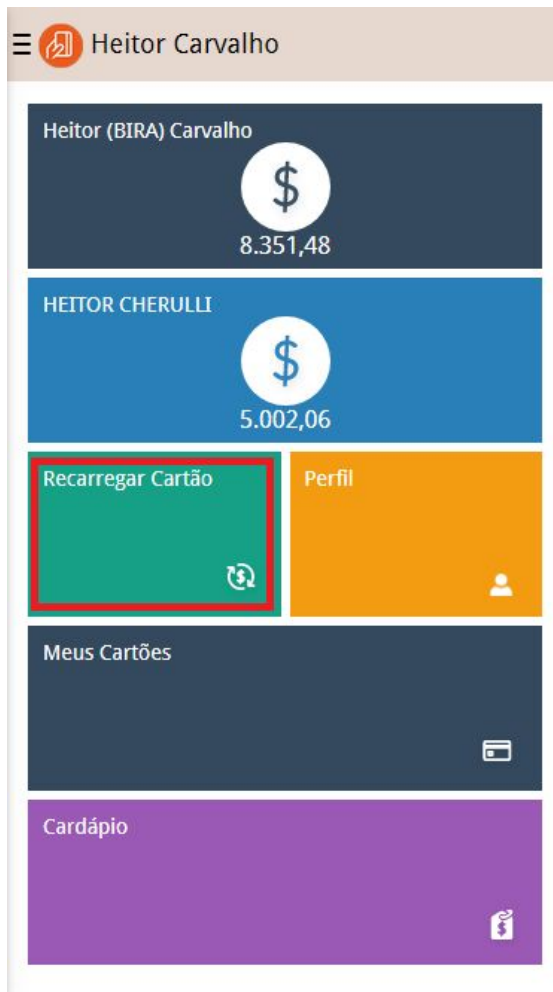 Heitor Carvalho
Heitor (BIRA) Carvalho
$
8.351,48
HEITOR CHERULLI
$
5.002,06
Recarregar Cartão
Perfil
Meus Cartões
Cardápio